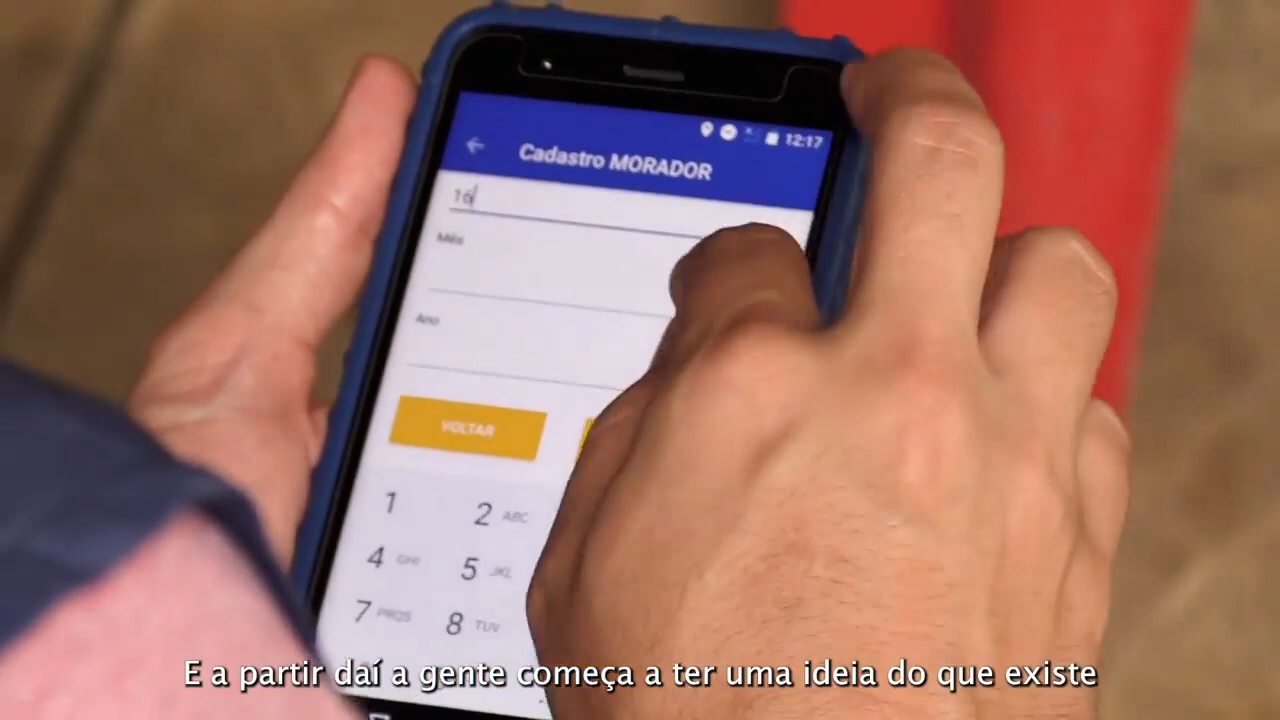 12:17
Cadastro MORADOR
16
Mês
Ano
VOLTAR
1
2 ABC
4 GHI
5 JKL
7 PQRS
8 TUV
E a partir daí a gente começa a ter uma ideia do que existe